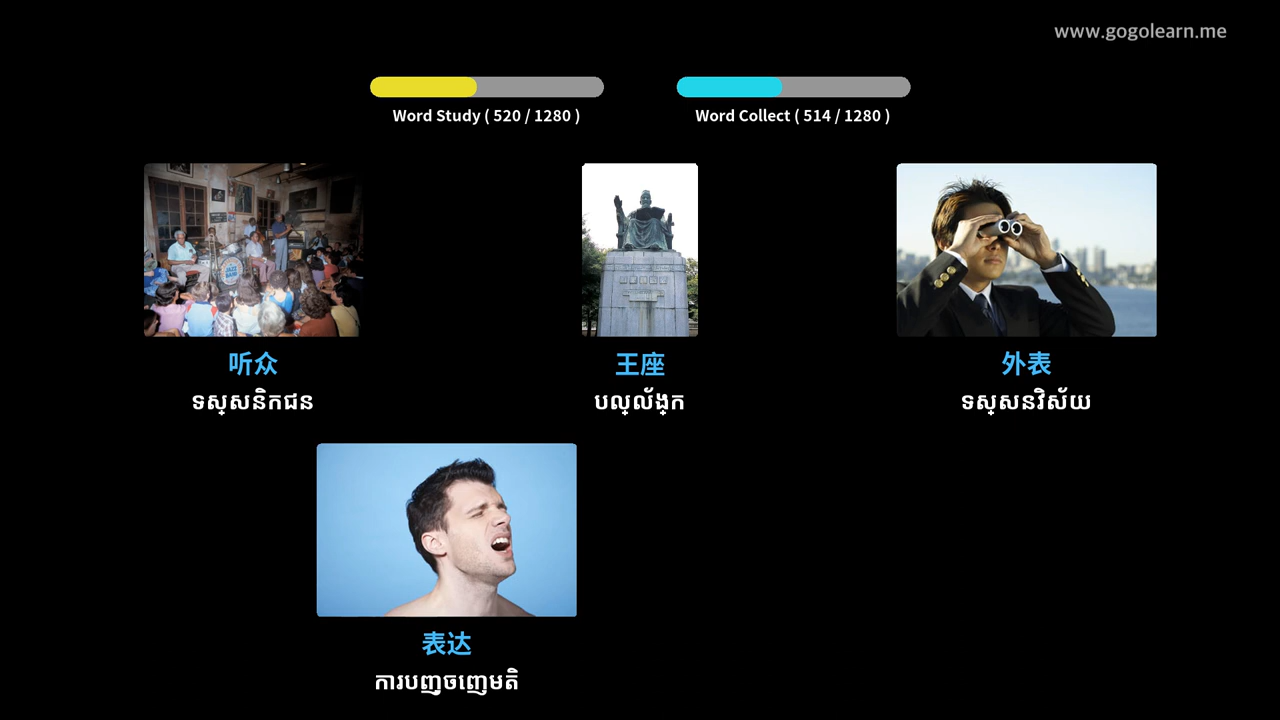 www.gogolearn.me
Word Study ( 520 / 1280 )
Word Collect ( 514 / 1280 )
听众
王座
外表
ទស្សនិកជន
បល្ល័ង្ក
ទស្សនវិស័យ
表达
ការបញ្ចេញមតិ